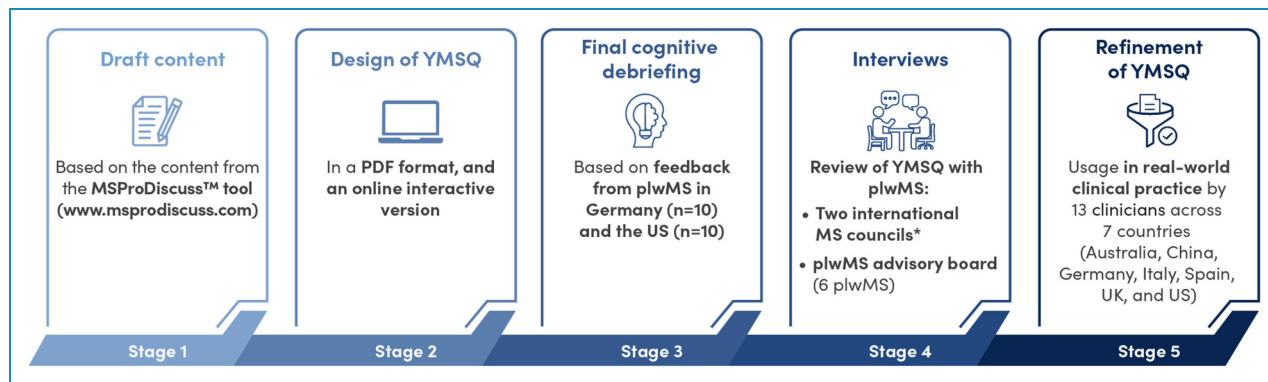 Draft content
Based on the content from
the MSProDiscuss™ tool
(www.msprodiscuss.com)
Stage 1
Design of YMSQ
In a PDF format, and
an online interactive
version
Stage 2
Final cognitive
debriefing
Based on feedback
from plwMS in
Germany (n=10)
and the US (n=10)
Stage 3
Interviews
Review of YMSQ with
plwMS:
• Two international
MS councils*
• plwMS advisory board
(6 plwMS)
Stage 4
Refinement
of YMSQ
Usage in real-world
clinical practice by
13 clinicians across
7 countries
(Australia, China,
Germany, Italy, Spain,
UK, and US)
Stage 5